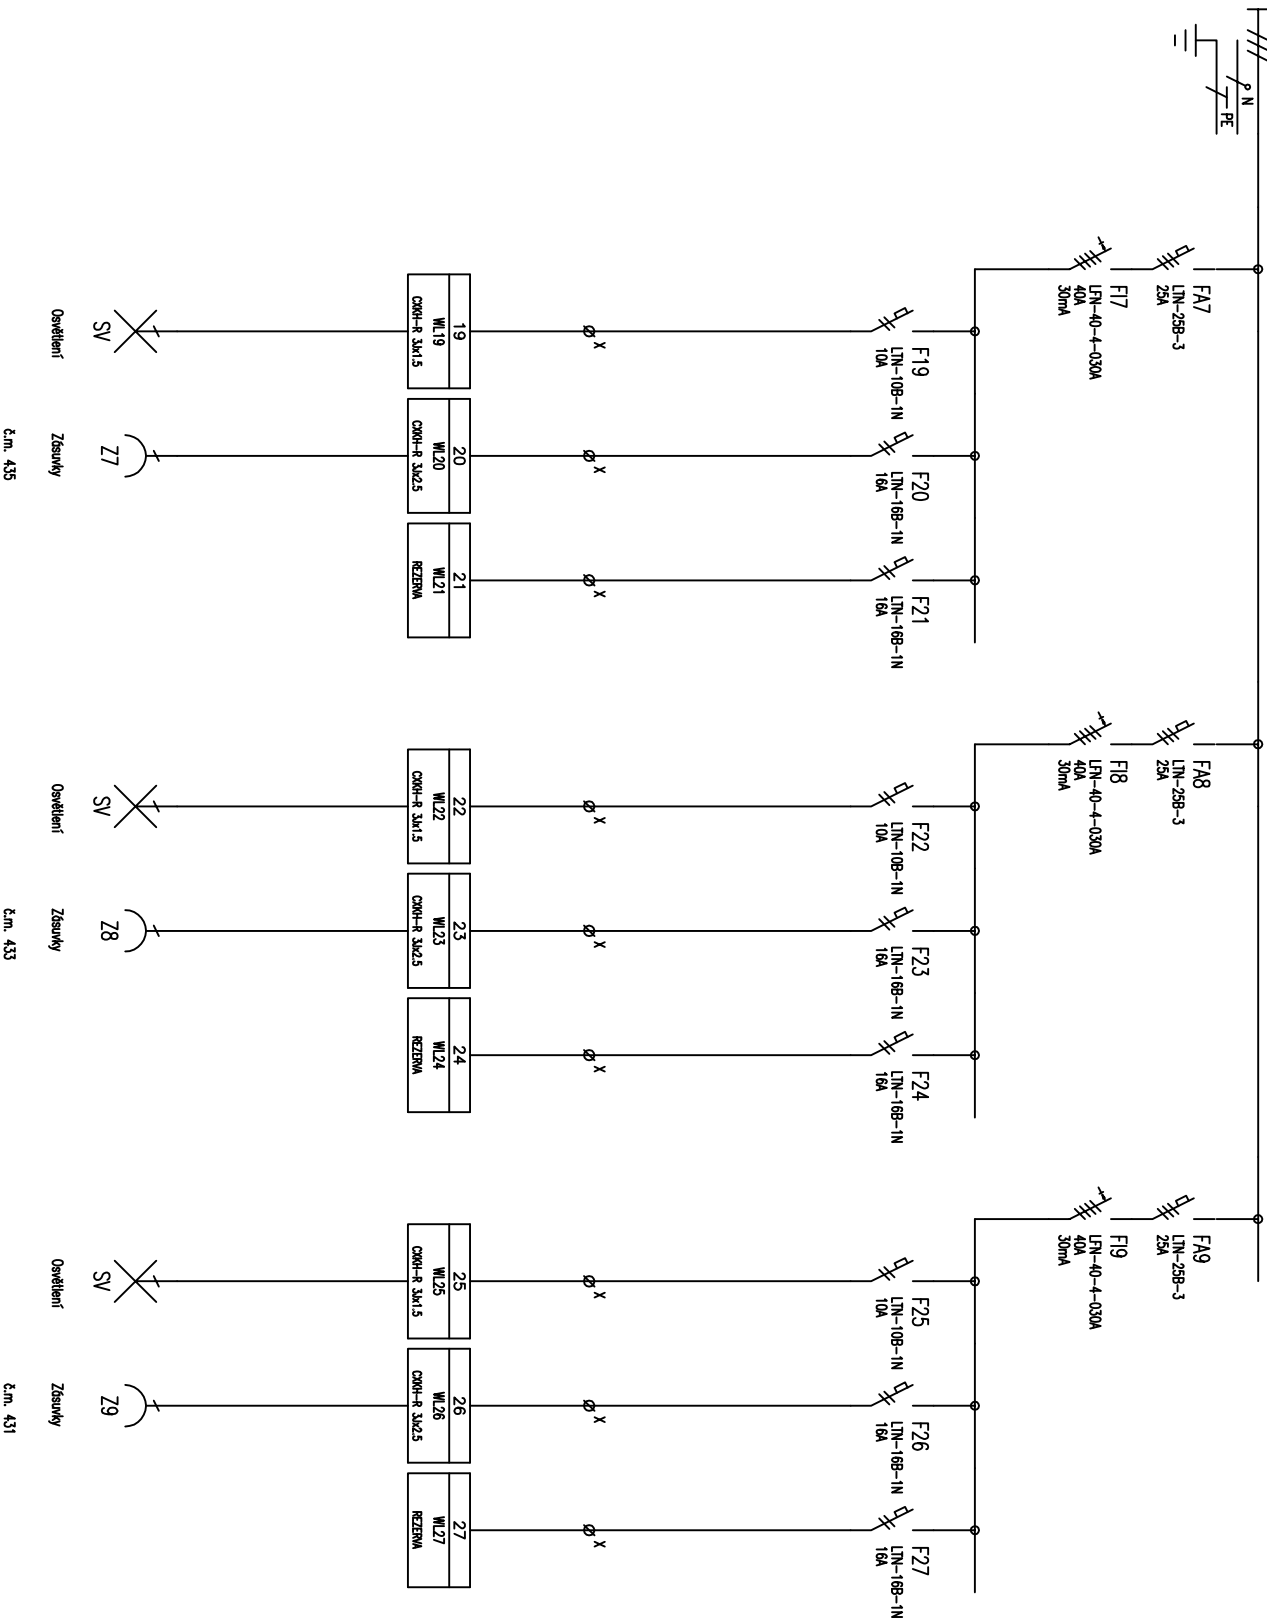 N
PE
FA7
LTN-25B-3
25A
FI7
LFN-40-4-030A
40A
30mA
F19
LTN-10B-1N
10A
F20
LTN-16B-1N
16A
F21
LTN-16B-1N
16A
X
X
X
19
WL19
CXKH-R 3Jx1.5
20
WL20
CXKH-R 3Jx2.5
21
WL21
REZERVA
SV
Z7
Osvětlení
Zásuvky
č.m. 435
FA8
LTN-25B-3
25A
FI8
LFN-40-4-030A
40A
30mA
F22
LTN-10B-1N
10A
F23
LTN-16B-1N
16A
F24
LTN-16B-1N
16A
X
X
X
22
WL22
CXKH-R 3Jx1.5
23
WL23
CXKH-R 3Jx2.5
24
WL24
REZERVA
SV
Z8
Osvětlení
Zásuvky
č.m. 433
FA9
LTN-25B-3
25A
FI9
LFN-40-4-030A
40A
30mA
F25
LTN-10B-1N
10A
F26
LTN-16B-1N
16A
F27
LTN-16B-1N
16A
X
X
X
25
WL25
CXKH-R 3Jx1.5
26
WL26
CXKH-R 3Jx2.5
27
WL27
REZERVA
SV
Z9
Osvětlení
Zásuvky
č.m. 431